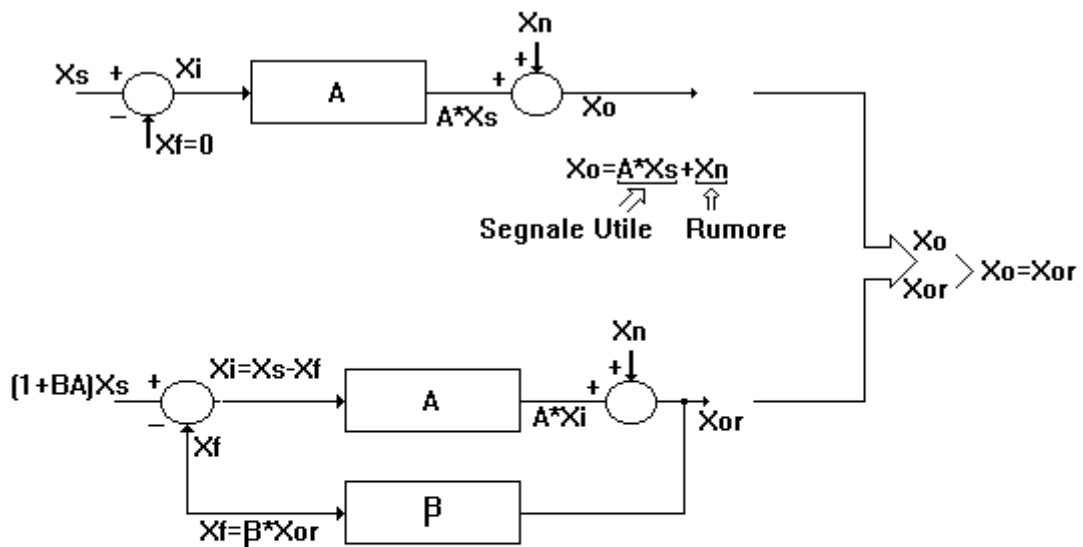 Xn
+
Xs + Xi A + A*Xs Xo
−
Xf=0
Xo=A*Xs+Xn
Segnale Utile Rumore
Xo
Xor
Xo=Xor
Xn
+
(1+BA)Xs + Xi=Xs-Xf A + A*Xi Xor
−
Xf
β
Xf=β*Xor